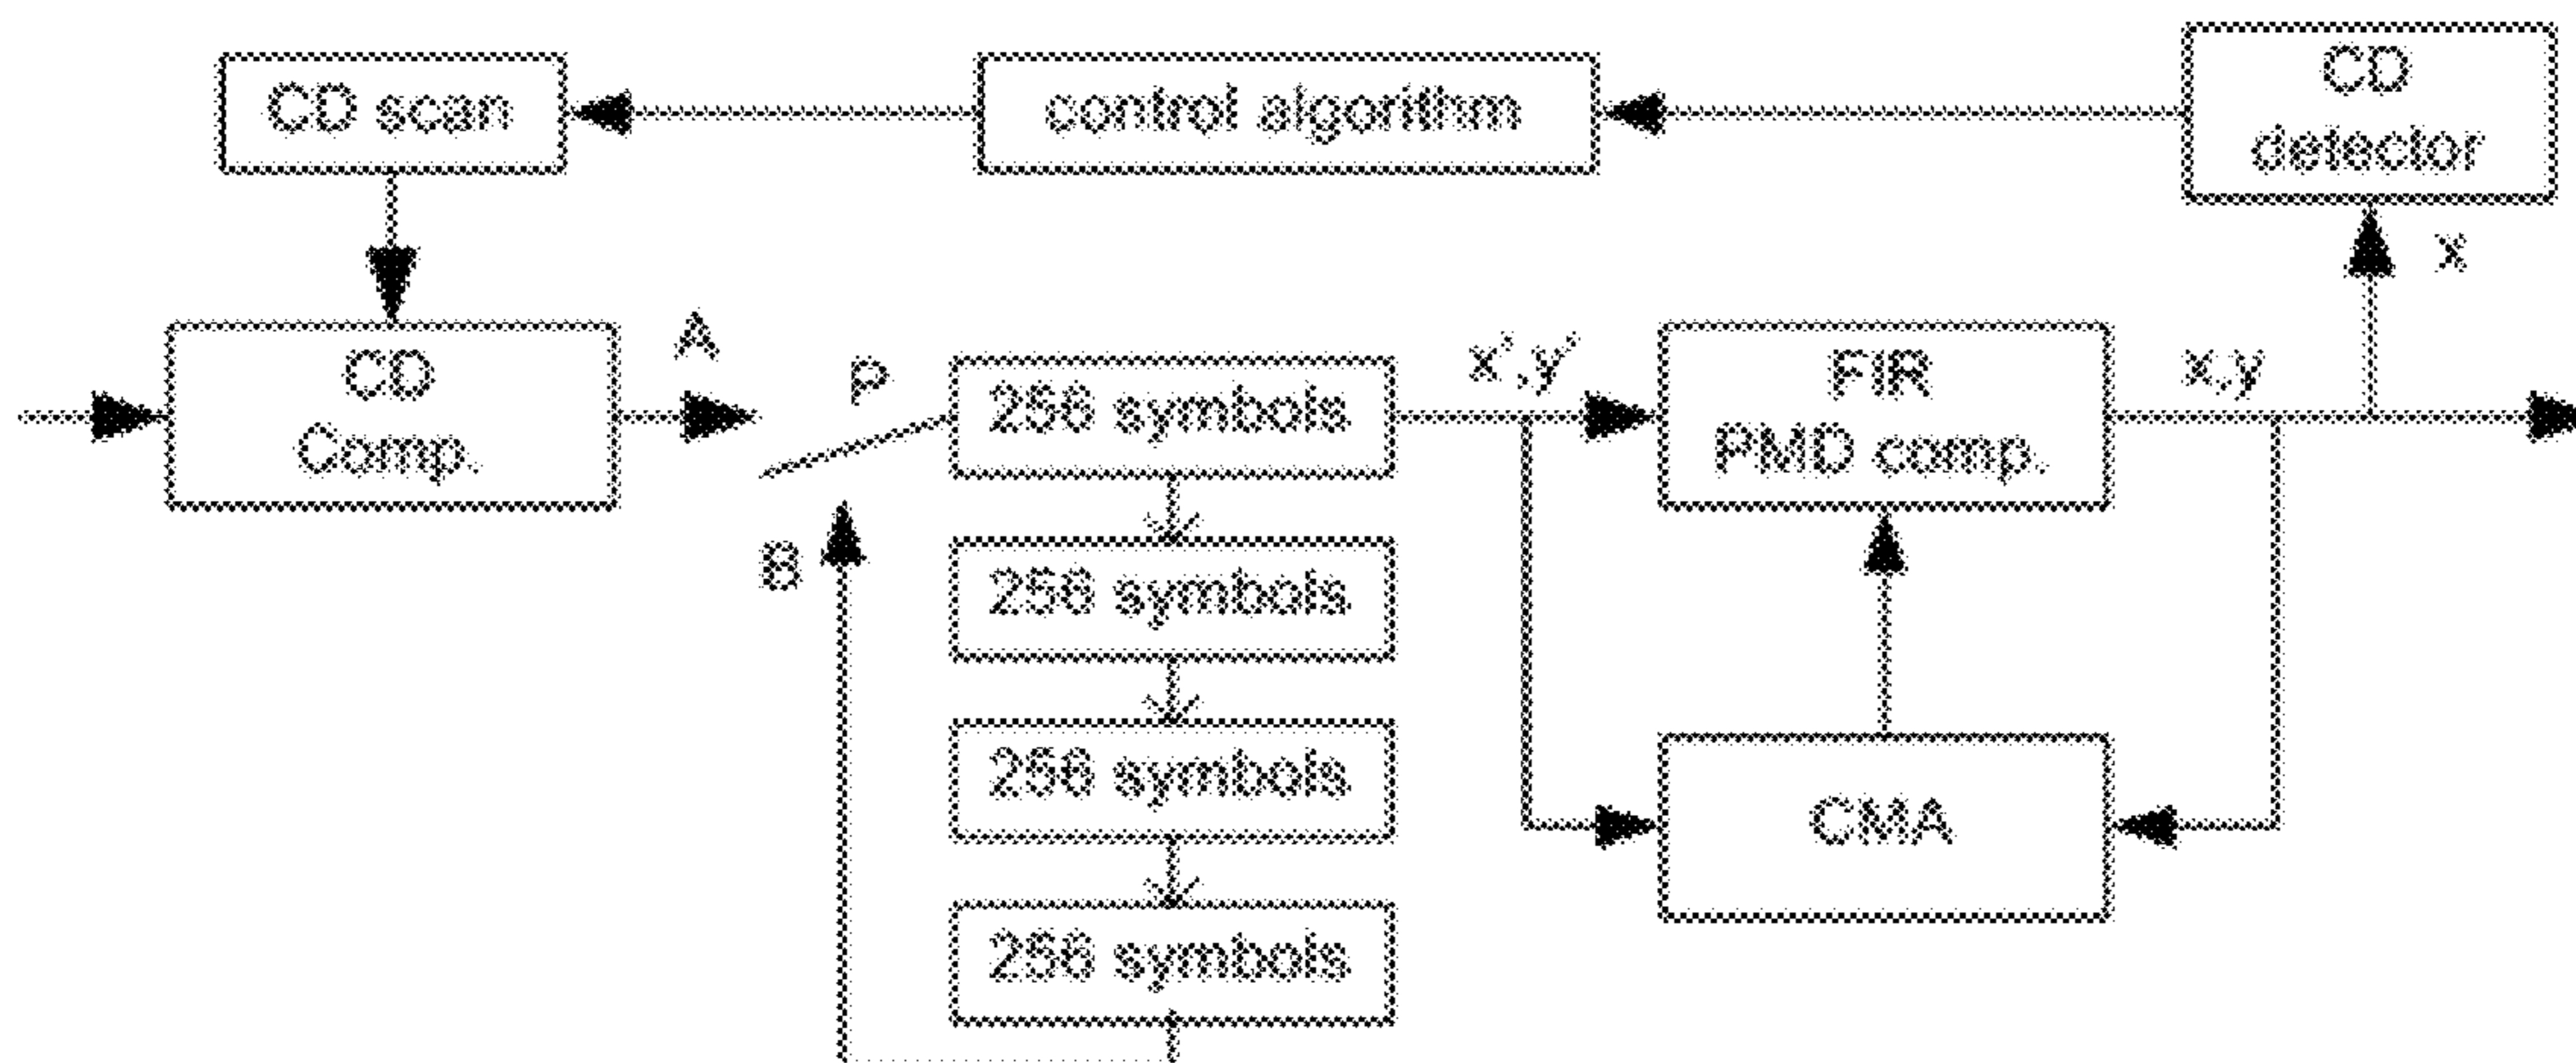 CD scan
control algorithm
CD
detector
x
CD
Comp.
A
P
B
256 symbols
256 symbols
256 symbols
256 symbols
x',y'
FIR
PMD comp.
x,y
CMA